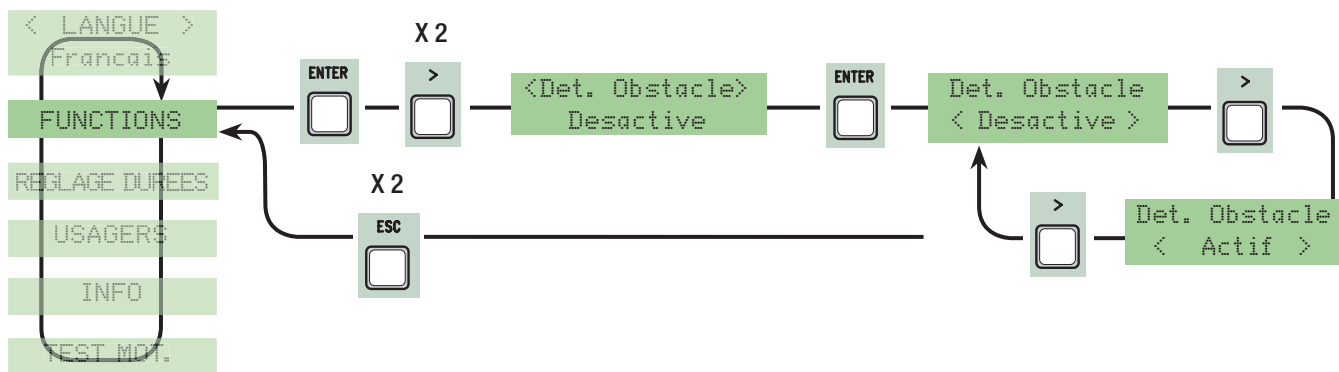 < LANGUE >
Francais
FUNCTIONS
REGLAGE DUREES
USAGERS
INFO
TEST MOT.
ENTER
X 2
>
<Det. Obstacle>
Desactive
ENTER
Det. Obstacle
< Desactive >
>
Det. Obstacle
< Actif >
>
X 2
ESC